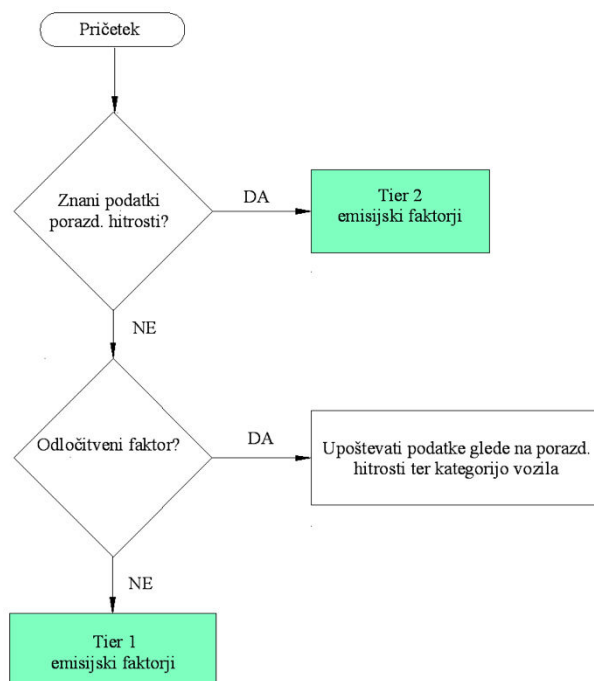 Pričetek
Znani podatki
porazd. hitrosti?
DA
Tier 2
emisijski faktorji
NE
Odločitveni faktor?
DA
Upoštevati podatke glede na porazd.
hitrosti ter kategorijo vozila
NE
Tier 1
emisijski faktorji